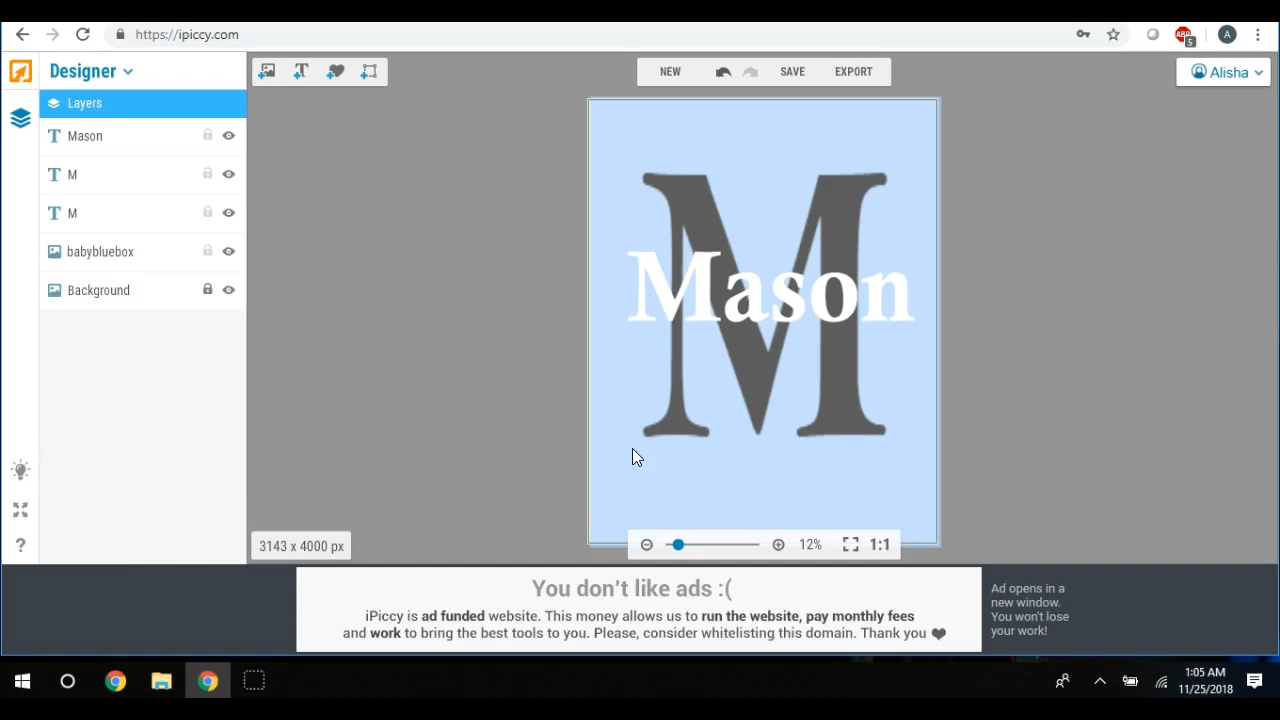 https://ipiccy.com
5
A
Designer
NEW
SAVE
EXPORT
Alisha
Layers
Mason
M
M
babybluebox
Background
M
Mason
?
3143 x 4000 px
12%
1:1
You don't like ads :(
iPiccy is ad funded website. This money allows us to run the website, pay monthly fees
and work to bring the best tools to you. Please, consider whitelisting this domain. Thank you
Ad opens in a
new window.
You won't lose
your work!
1:05 AM
11/25/2018